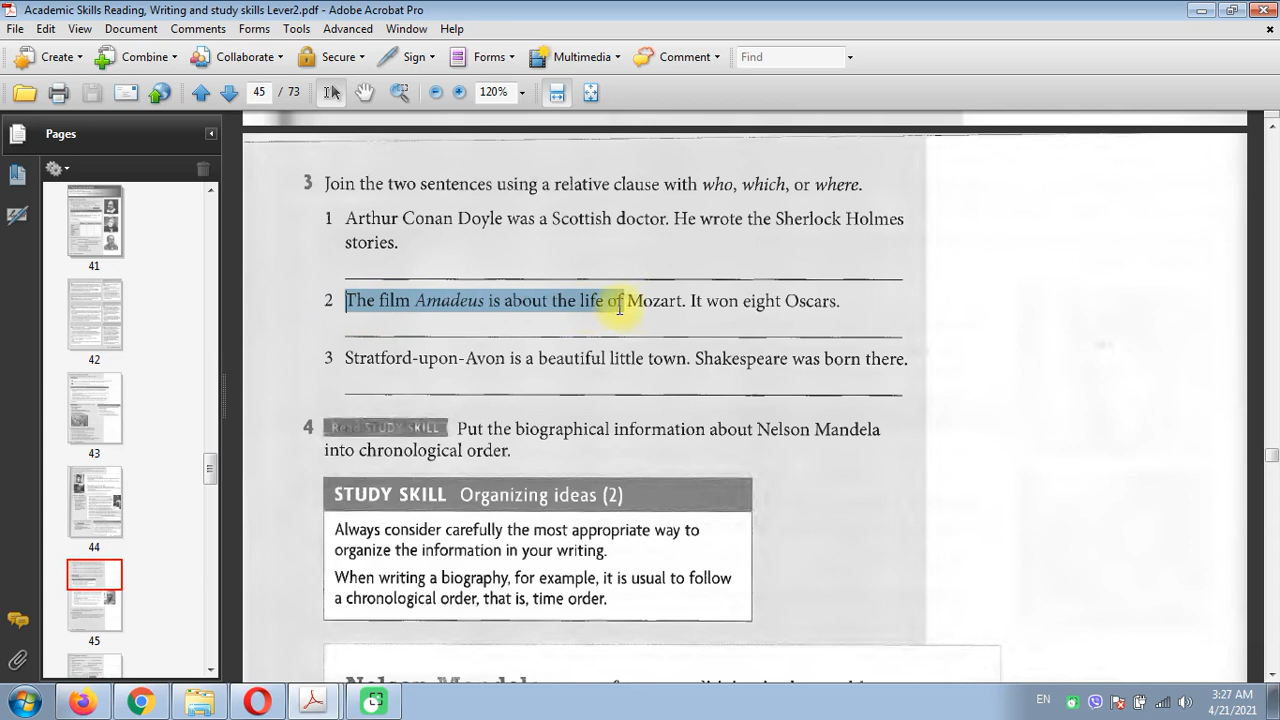 Academic Skills Reading, Writing and study skills Lever2.pdf - Adobe Acrobat Pro
File Edit View Document Comments Forms Tools Advanced Window Help
Create Combine Collaborate Secure Sign Forms Multimedia Comment Find
45 / 73 120%
Pages
41
42
43
44
45
3 Join the two sentences using a relative clause with who, which, or where.
1 Arthur Conan Doyle was a Scottish doctor. He wrote the Sherlock Holmes
stories.
2 The film Amadeus is about the life of Mozart. It won eight Oscars.
3 Stratford-upon-Avon is a beautiful little town. Shakespeare was born there.
4 STUDY SKILL Put the biographical information about Nelson Mandela
into chronological order.
STUDY SKILL Organizing ideas (2)
Always consider carefully the most appropriate way to
organize the information in your writing.
When writing a biography, for example, it is usual to follow
a chronological order, that is, time order.
EN 3:27 AM
4/21/2021